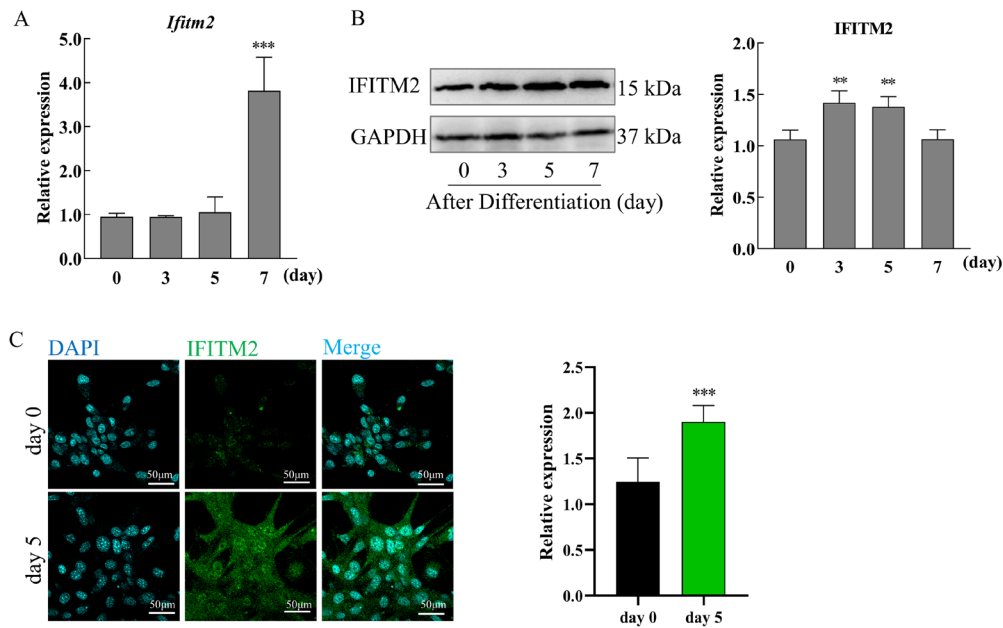 A
Ifitm2
Relative expression
5.0
4.0
3.0
2.0
1.0
0.0
***
0 3 5 7 (day)
B
IFITM2
15 kDa
GAPDH
37 kDa
0 3 5 7
After Differentiation (day)
IFITM2
Relative expression
2.0
1.5
1.0
0.5
0.0
** **
0 3 5 7 (day)
C
DAPI IFITM2 Merge
day 0
50μm 50μm 50μm
day 5
50μm 50μm 50μm
Relative expression
2.5
2.0
1.5
1.0
0.5
0.0
***
day 0 day 5